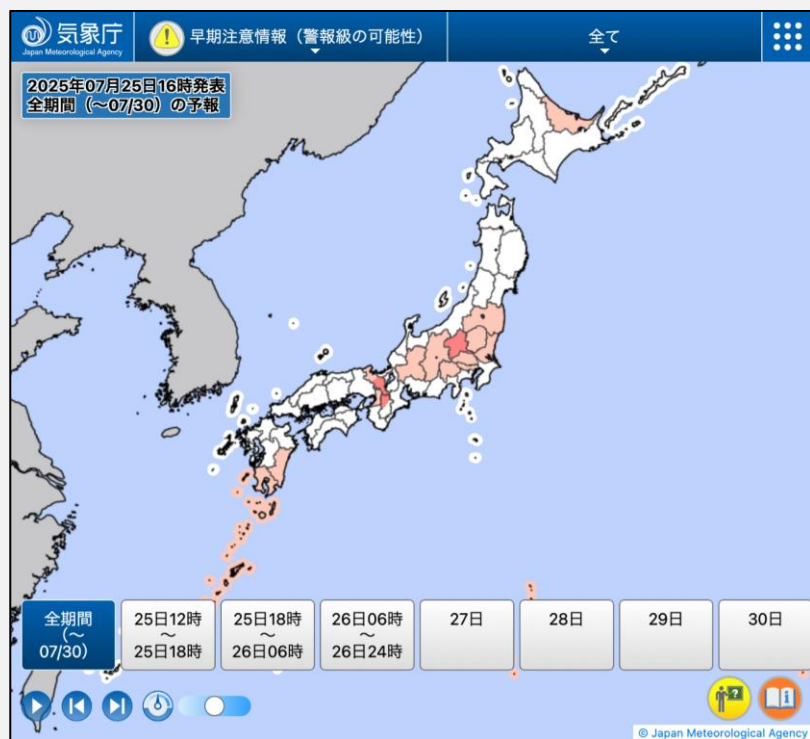 気象庁
Japan Meteorological Agency
早期注意情報（警報級の可能性）
全て
2025年07月25日16時発表
全期間（～07/30）の予報
全期間
（～
07/30）
25日12時
～
25日18時
25日18時
～
26日06時
26日06時
～
26日24時
27日
28日
29日
30日
© Japan Meteorological Agency